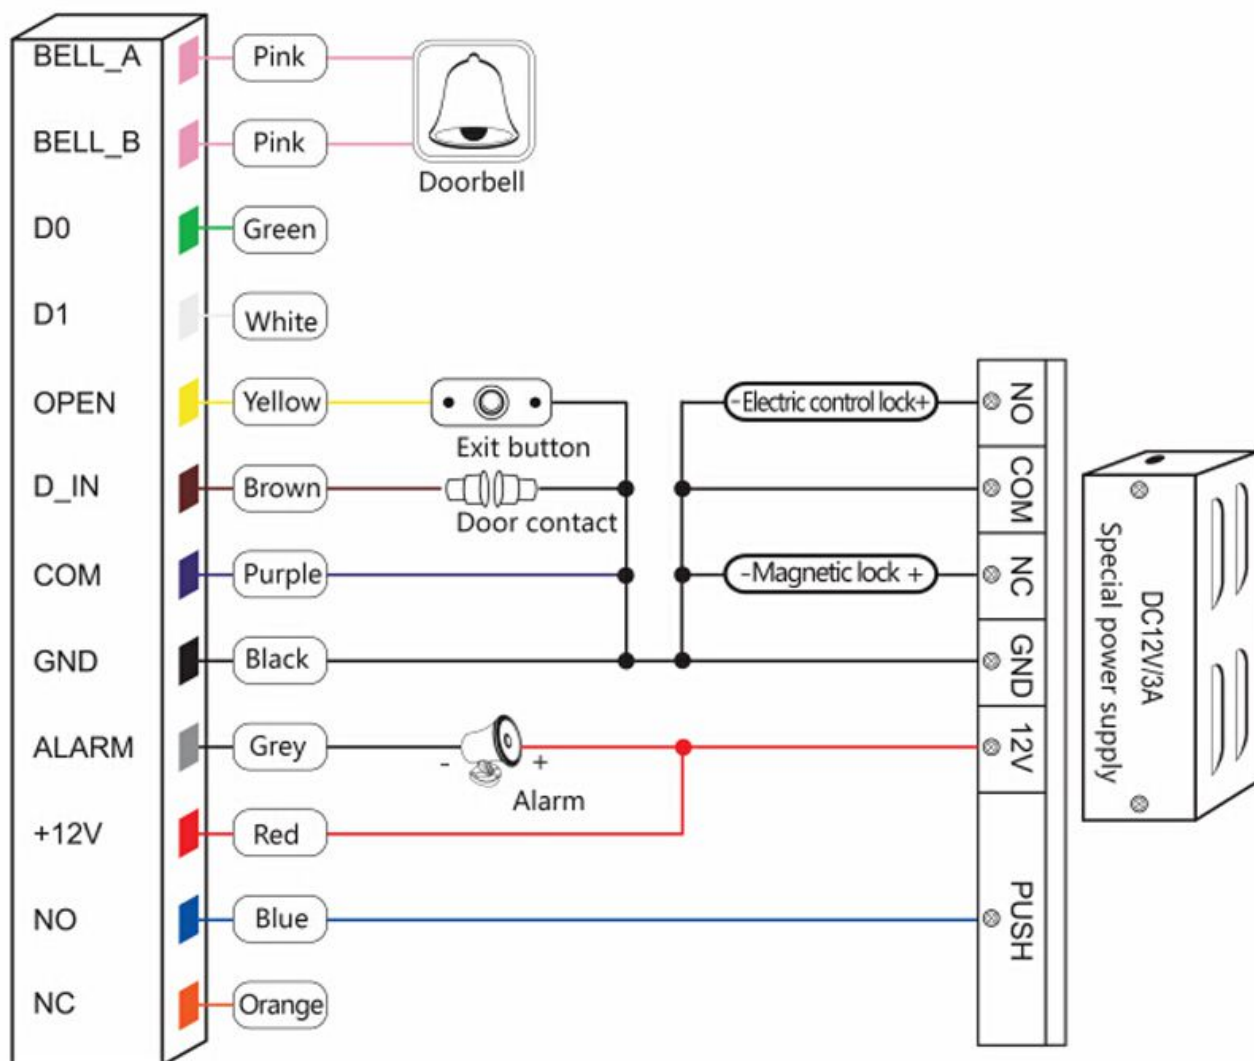 BELL_A Pink
BELL_B Pink
Doorbell
D0 Green
D1 White
OPEN Yellow -Electric control lock+ NO
Exit button
D_IN Brown COM
Door contact
COM Purple -Magnetic lock + NC
GND Black GND
ALARM Grey - + 12V
Alarm
+12V Red
NO Blue PUSH
NC Orange
DC12V/3A
Special power supply